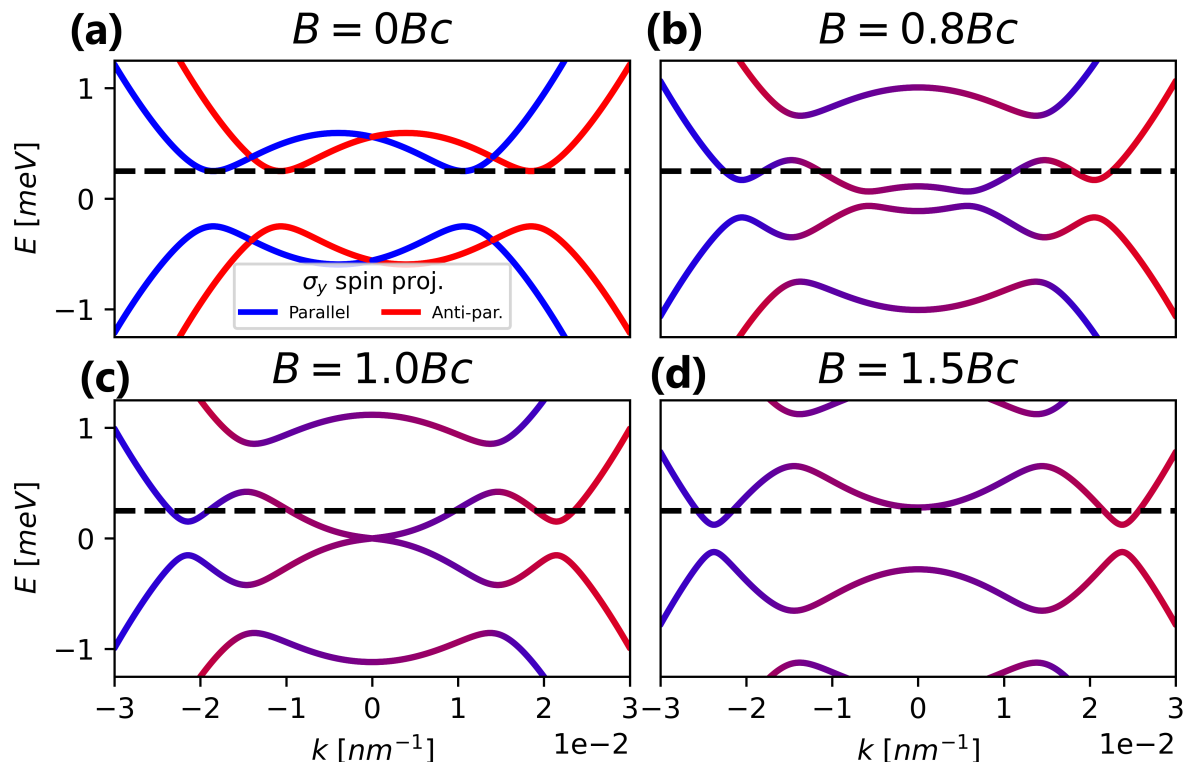 (a) B = 0Bc
(b) B = 0.8Bc
1
0
−1
E [meV]
σy spin proj.
Parallel Anti-par.
(c) B = 1.0Bc
(d) B = 1.5Bc
1
0
−1
E [meV]
−3 −2 −1 0 1 2 3
1e−2
k [nm⁻¹]
−3 −2 −1 0 1 2 3
1e−2
k [nm⁻¹]